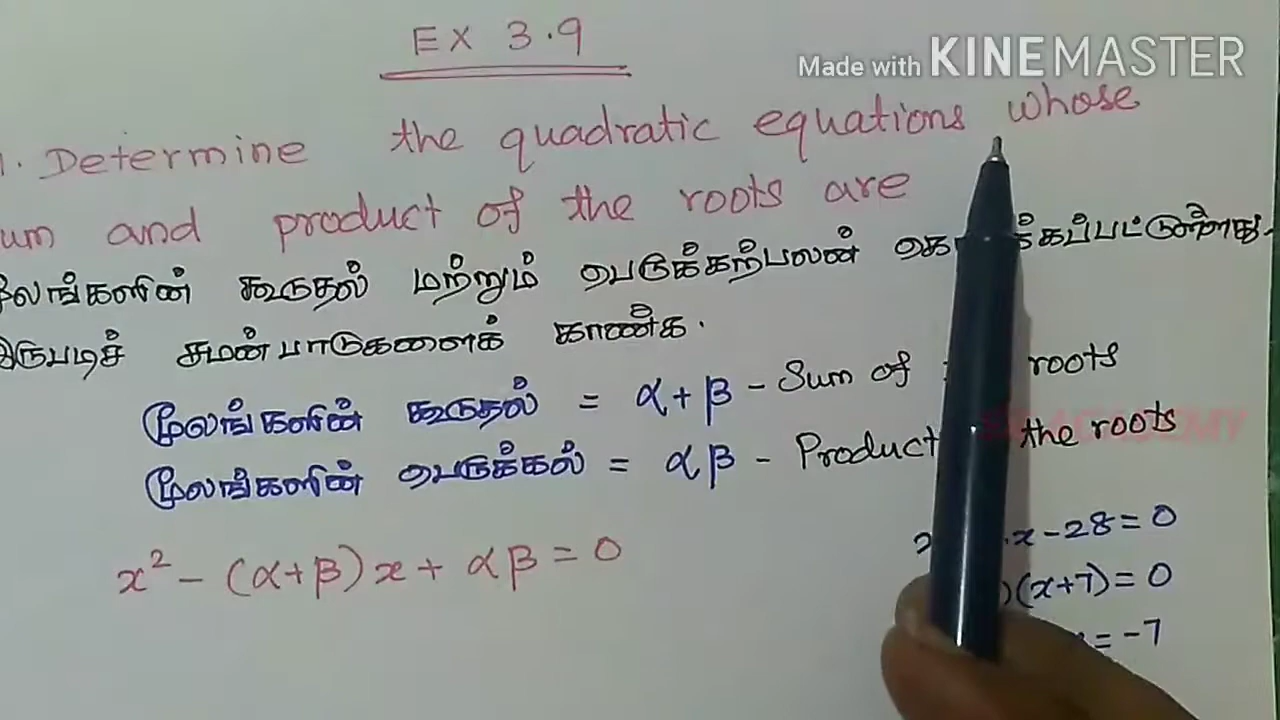 EX 3.9
Made with KINEMASTER
1. Determine the quadratic equations whose
um and product of the roots are
மூலங்களின் கூருதல் மற்றும் பெருக்கற்பலன்
இருபடிச் சமன்பாடுகளைக் காண்க.
மூலங்களின் கூருதல் = α + β - Sum of roots
மூலங்களின் பெருக்கல் = αβ - Product the roots
x² - (α+β)x + αβ = 0
x - 28 = 0
)(x+7) = 0
= -7